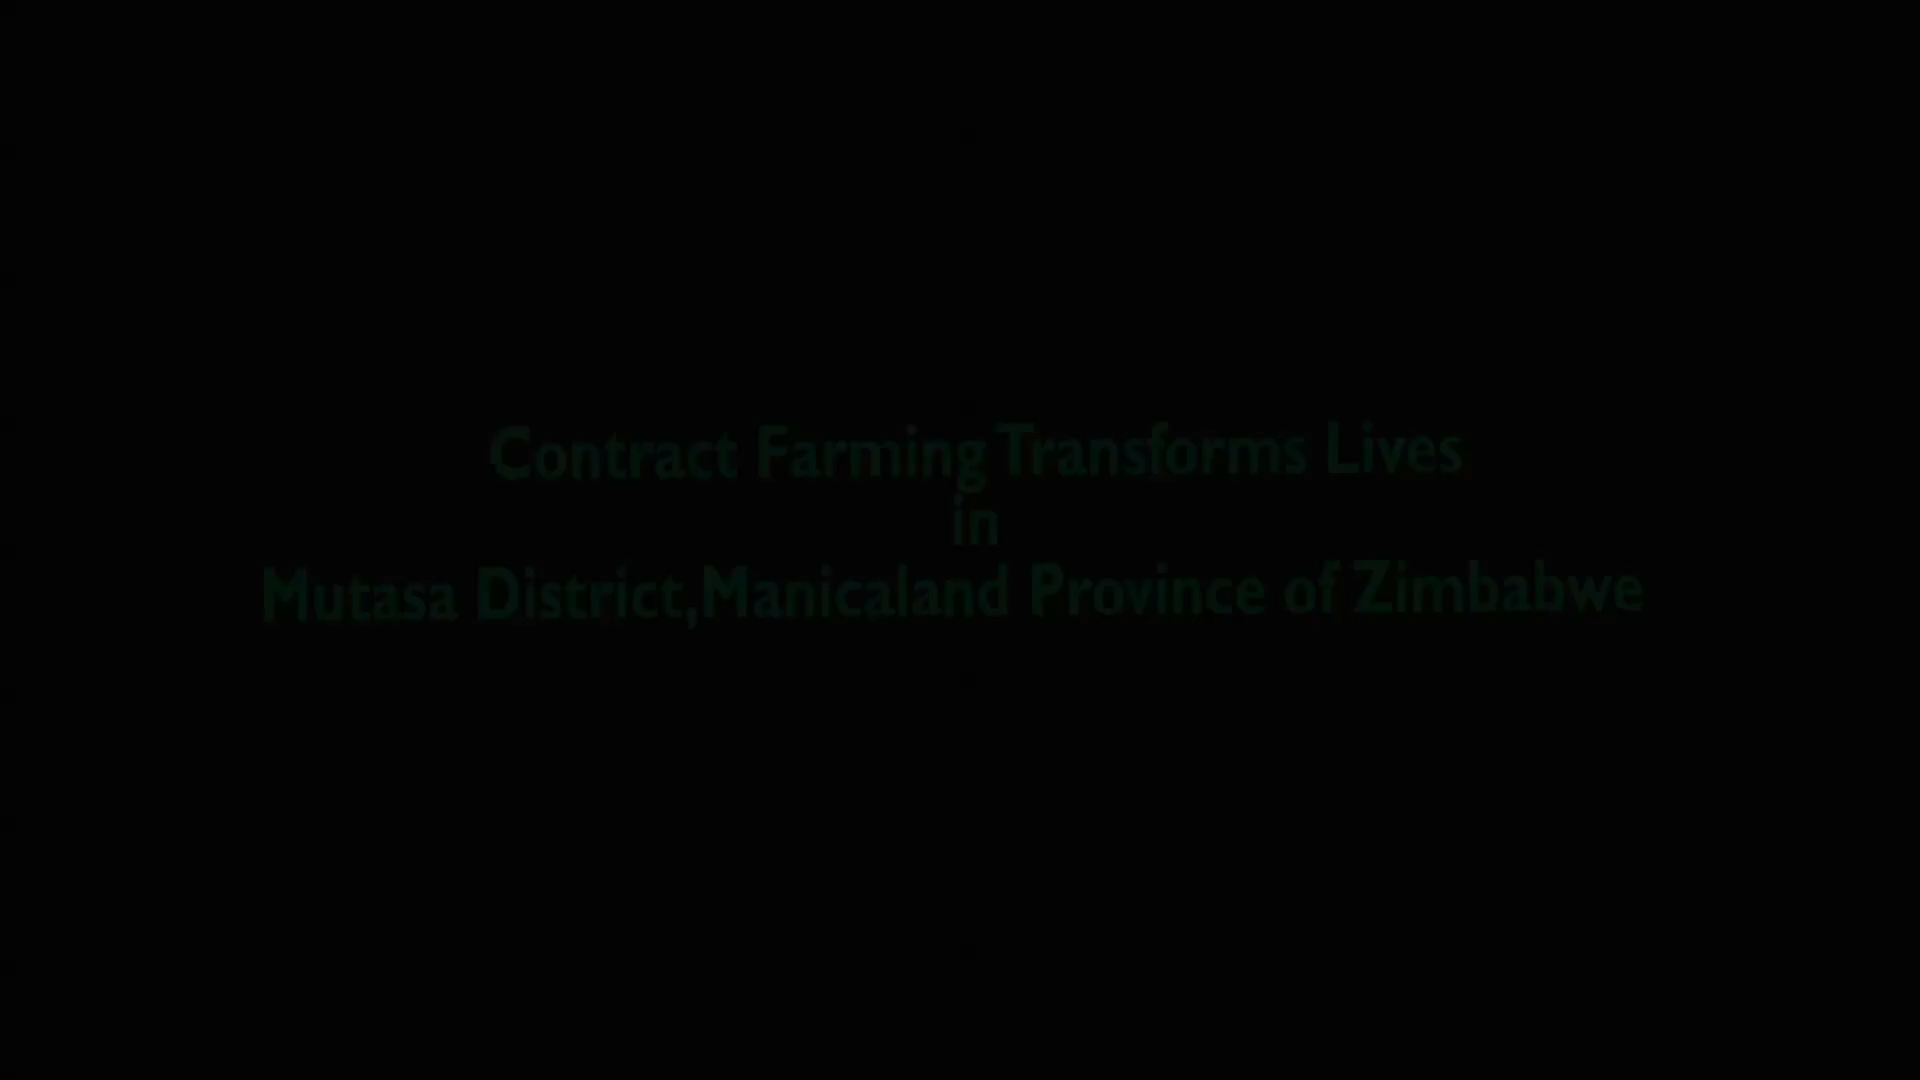 Contract Farming Transforms Lives
in
Mutasa District,Manicaland Province of Zimbabwe